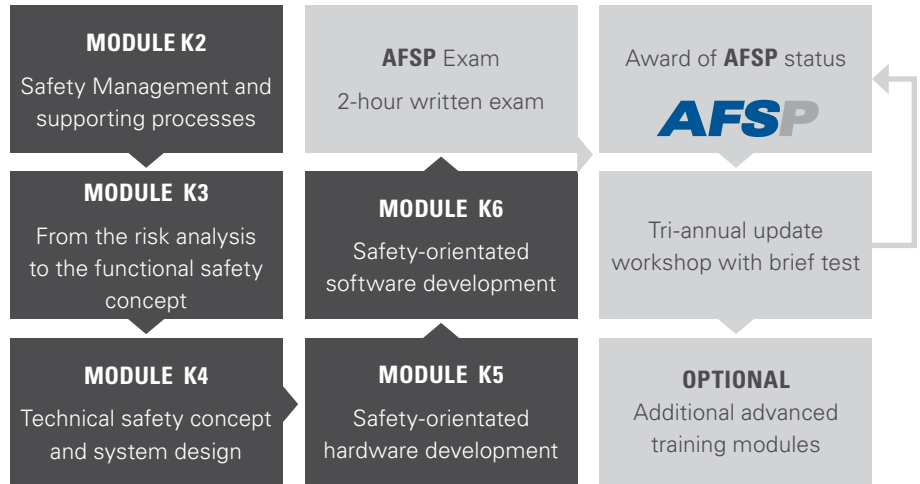 MODULE K2
Safety Management and
supporting processes
MODULE K3
From the risk analysis
to the functional safety
concept
MODULE K4
Technical safety concept
and system design
MODULE K5
Safety-orientated
hardware development
MODULE K6
Safety-orientated
software development
AFSP Exam
2-hour written exam
Award of AFSP status
AFSP
Tri-annual update
workshop with brief test
OPTIONAL
Additional advanced
training modules